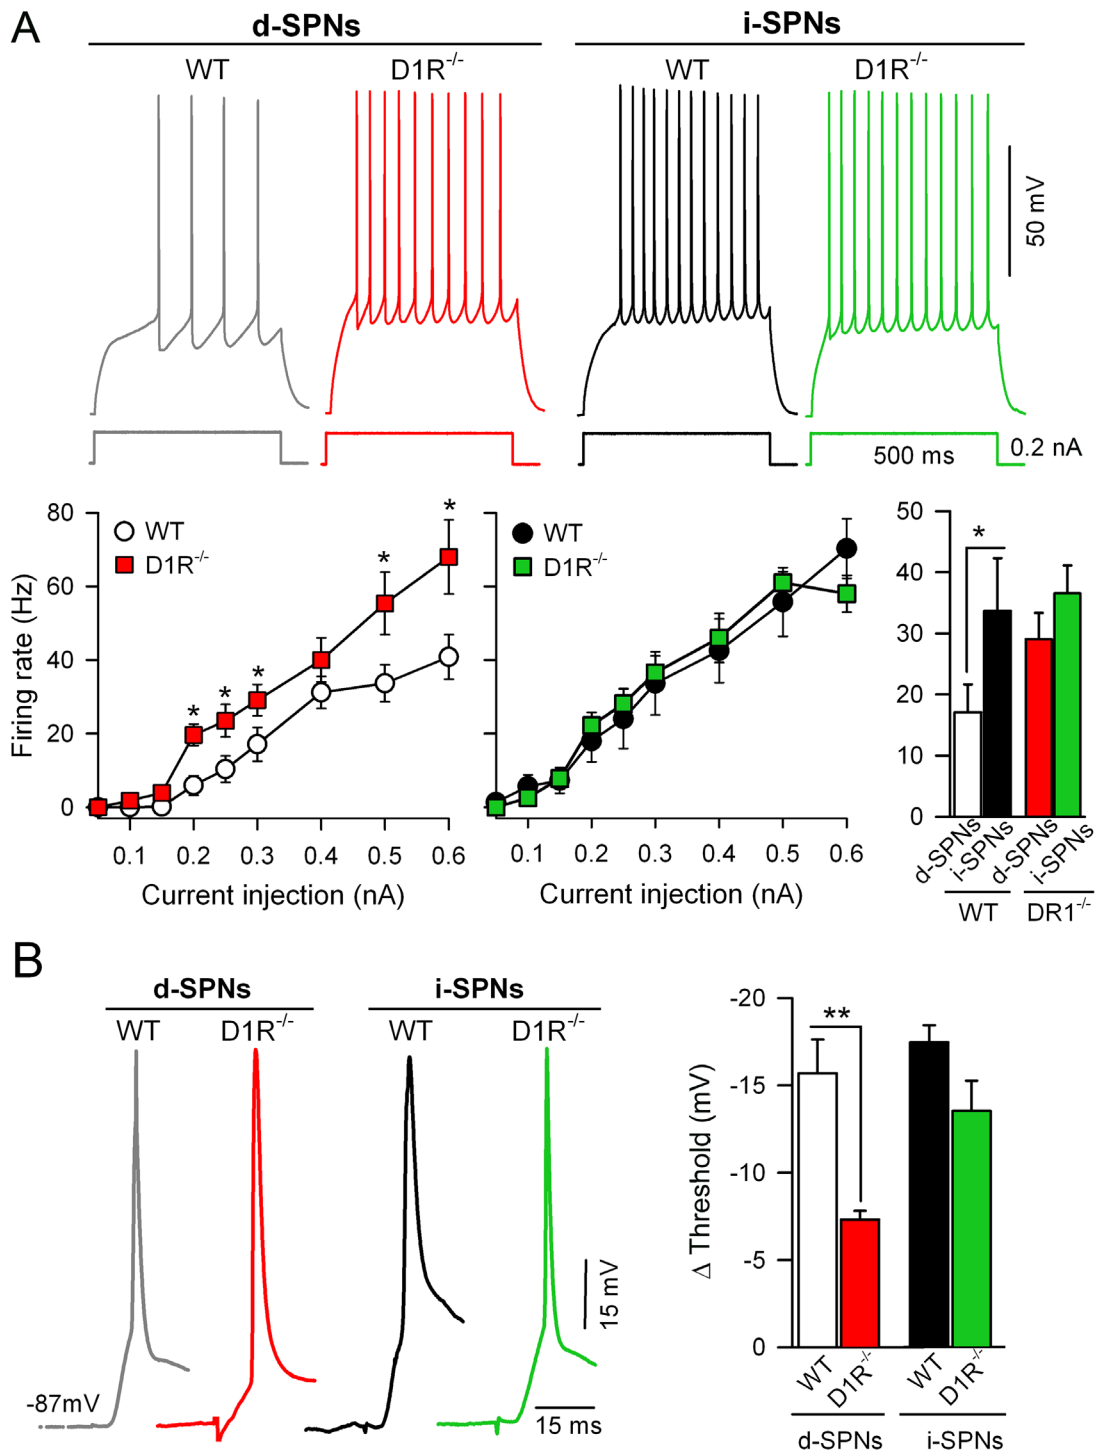 A
d-SPNs i-SPNs
WT D1R-/- WT D1R-/-
50 mV
500 ms 0.2 nA
80
60
40
20
0
Firing rate (Hz)
WT
D1R-/-
* * * * *
0.1 0.2 0.3 0.4 0.5 0.6
Current injection (nA)
WT
D1R-/-
0.1 0.2 0.3 0.4 0.5 0.6
Current injection (nA)
50
40
30
20
10
0
*
d-SPNs i-SPNs d-SPNs i-SPNs
WT DR1-/-
B
d-SPNs i-SPNs
WT D1R-/- WT D1R-/-
-87mV
15 mV
15 ms
-20
-15
-10
-5
0
Δ Threshold (mV)
**
WT D1R-/- WT D1R-/-
d-SPNs i-SPNs